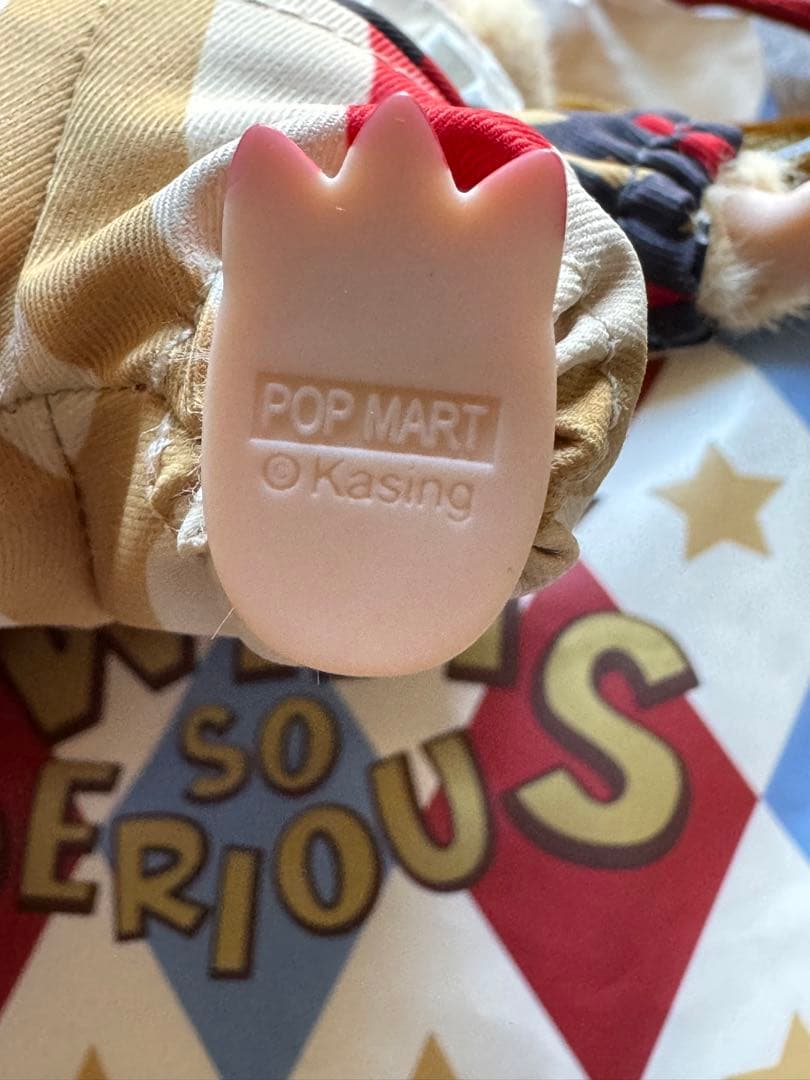 POP MART
© Kasing
SO
SERIOUS
S